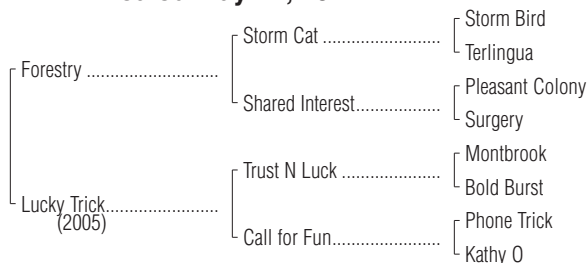 Storm Bird
Storm Cat ........................
Terlingua
Forestry ...................................
Pleasant Colony
Shared Interest......................
Surgery
Montbrook
Trust N Luck .........................
Bold Burst
Lucky Trick..............................
(2005)
Phone Trick
Call for Fun............................
Kathy O